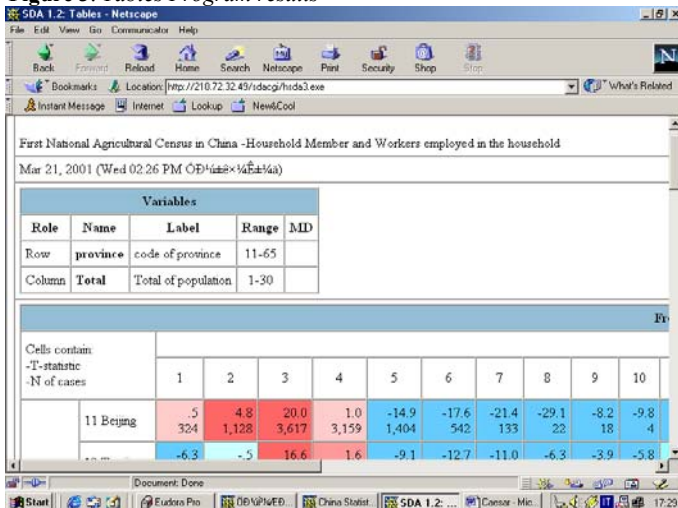 SDA 1.2: Tables - Netscape
File Edit View Go Communicator Help
Back Forward Reload Home Search Netscape Print Security Shop Stop
Bookmarks Location: http://210.72.32.49/sdacgi/hsda3.exe What's Related
Instant Message Internet Lookup New&Cool
First National Agricultural Census in China -Household Member and Workers employed in the household
Mar 21, 2001 (Wed 02:26 PM ÖÐ¹ú±ê×¼Ê±¼ä)
Variables
Role Name Label Range MD
Row province code of province 11-65
Column Total Total of population 1-30
Cells contain:
-T-statistic
-N of cases
1 2 3 4 5 6 7 8 9 10
11 Beijing
.5 4.8 20.0 1.0 -14.9 -17.6 -21.4 -29.1 -8.2 -9.8
324 1,128 3,617 3,159 1,404 542 133 22 18 4
-6.3 -.5 16.6 1.6 -9.1 -12.7 -11.0 -6.3 -3.9 -5.8
Document: Done
Start Eudora Pro China Statist... SDA 1.2: ... Caesar - Mic... 17:29